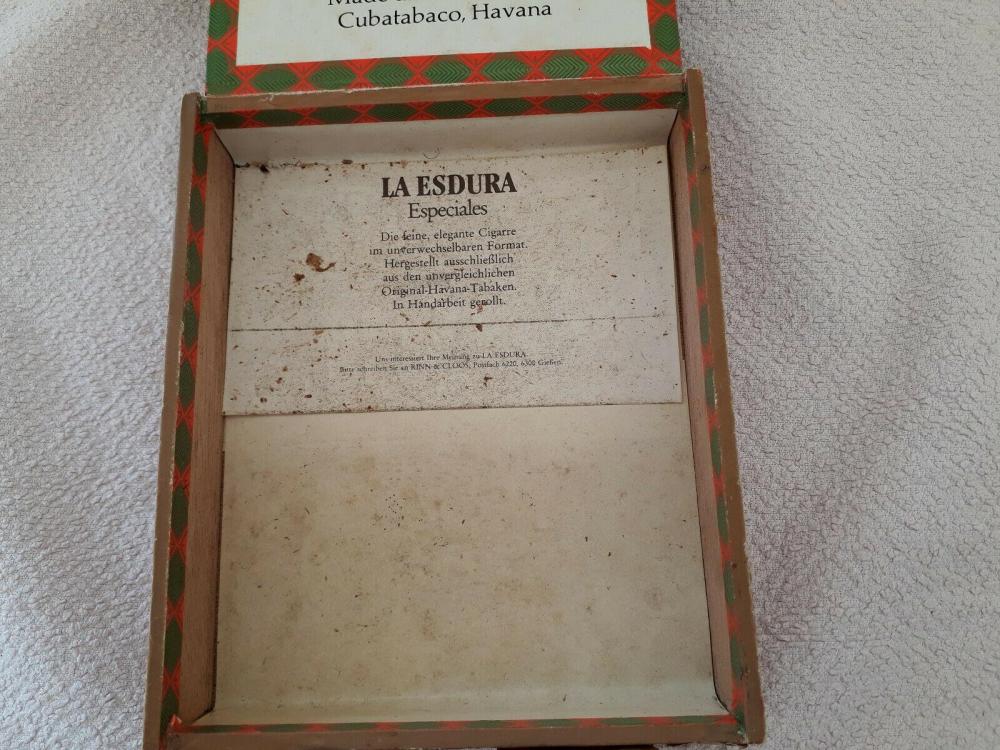 Made
Cubatabaco, Havana
LA ESDURA
Especiales
Die feine, elegante Cigarre
im unverwechselbaren Format.
Hergestellt ausschließlich
aus den unvergleichlichen
Original-Havana-Tabaken.
In Handarbeit gerollt.
Uns interessiert Ihre Meinung zu LA ESDURA.
Bitte schreiben Sie an RINN & CLOOS, Postfach 6220, 6300 Gießen.